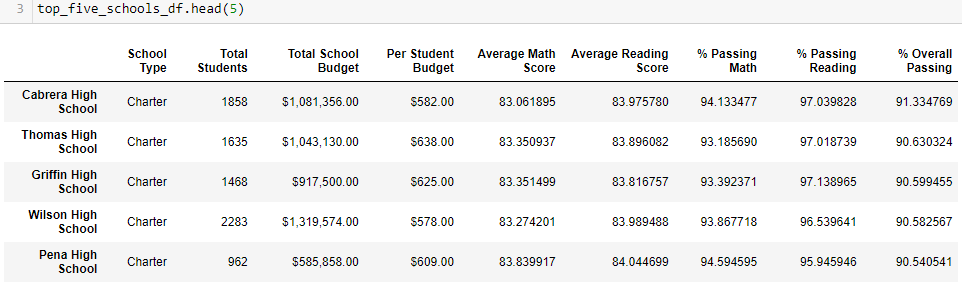 3 top_five_schools_df.head(5)
School Type Total Students Total School Budget Per Student Budget Average Math Score Average Reading Score % Passing Math % Passing Reading % Overall Passing
Cabrera High School Charter 1858 $1,081,356.00 $582.00 83.061895 83.975780 94.133477 97.039828 91.334769
Thomas High School Charter 1635 $1,043,130.00 $638.00 83.350937 83.896082 93.185690 97.018739 90.630324
Griffin High School Charter 1468 $917,500.00 $625.00 83.351499 83.816757 93.392371 97.138965 90.599455
Wilson High School Charter 2283 $1,319,574.00 $578.00 83.274201 83.989488 93.867718 96.539641 90.582567
Pena High School Charter 962 $585,858.00 $609.00 83.839917 84.044699 94.594595 95.945946 90.540541